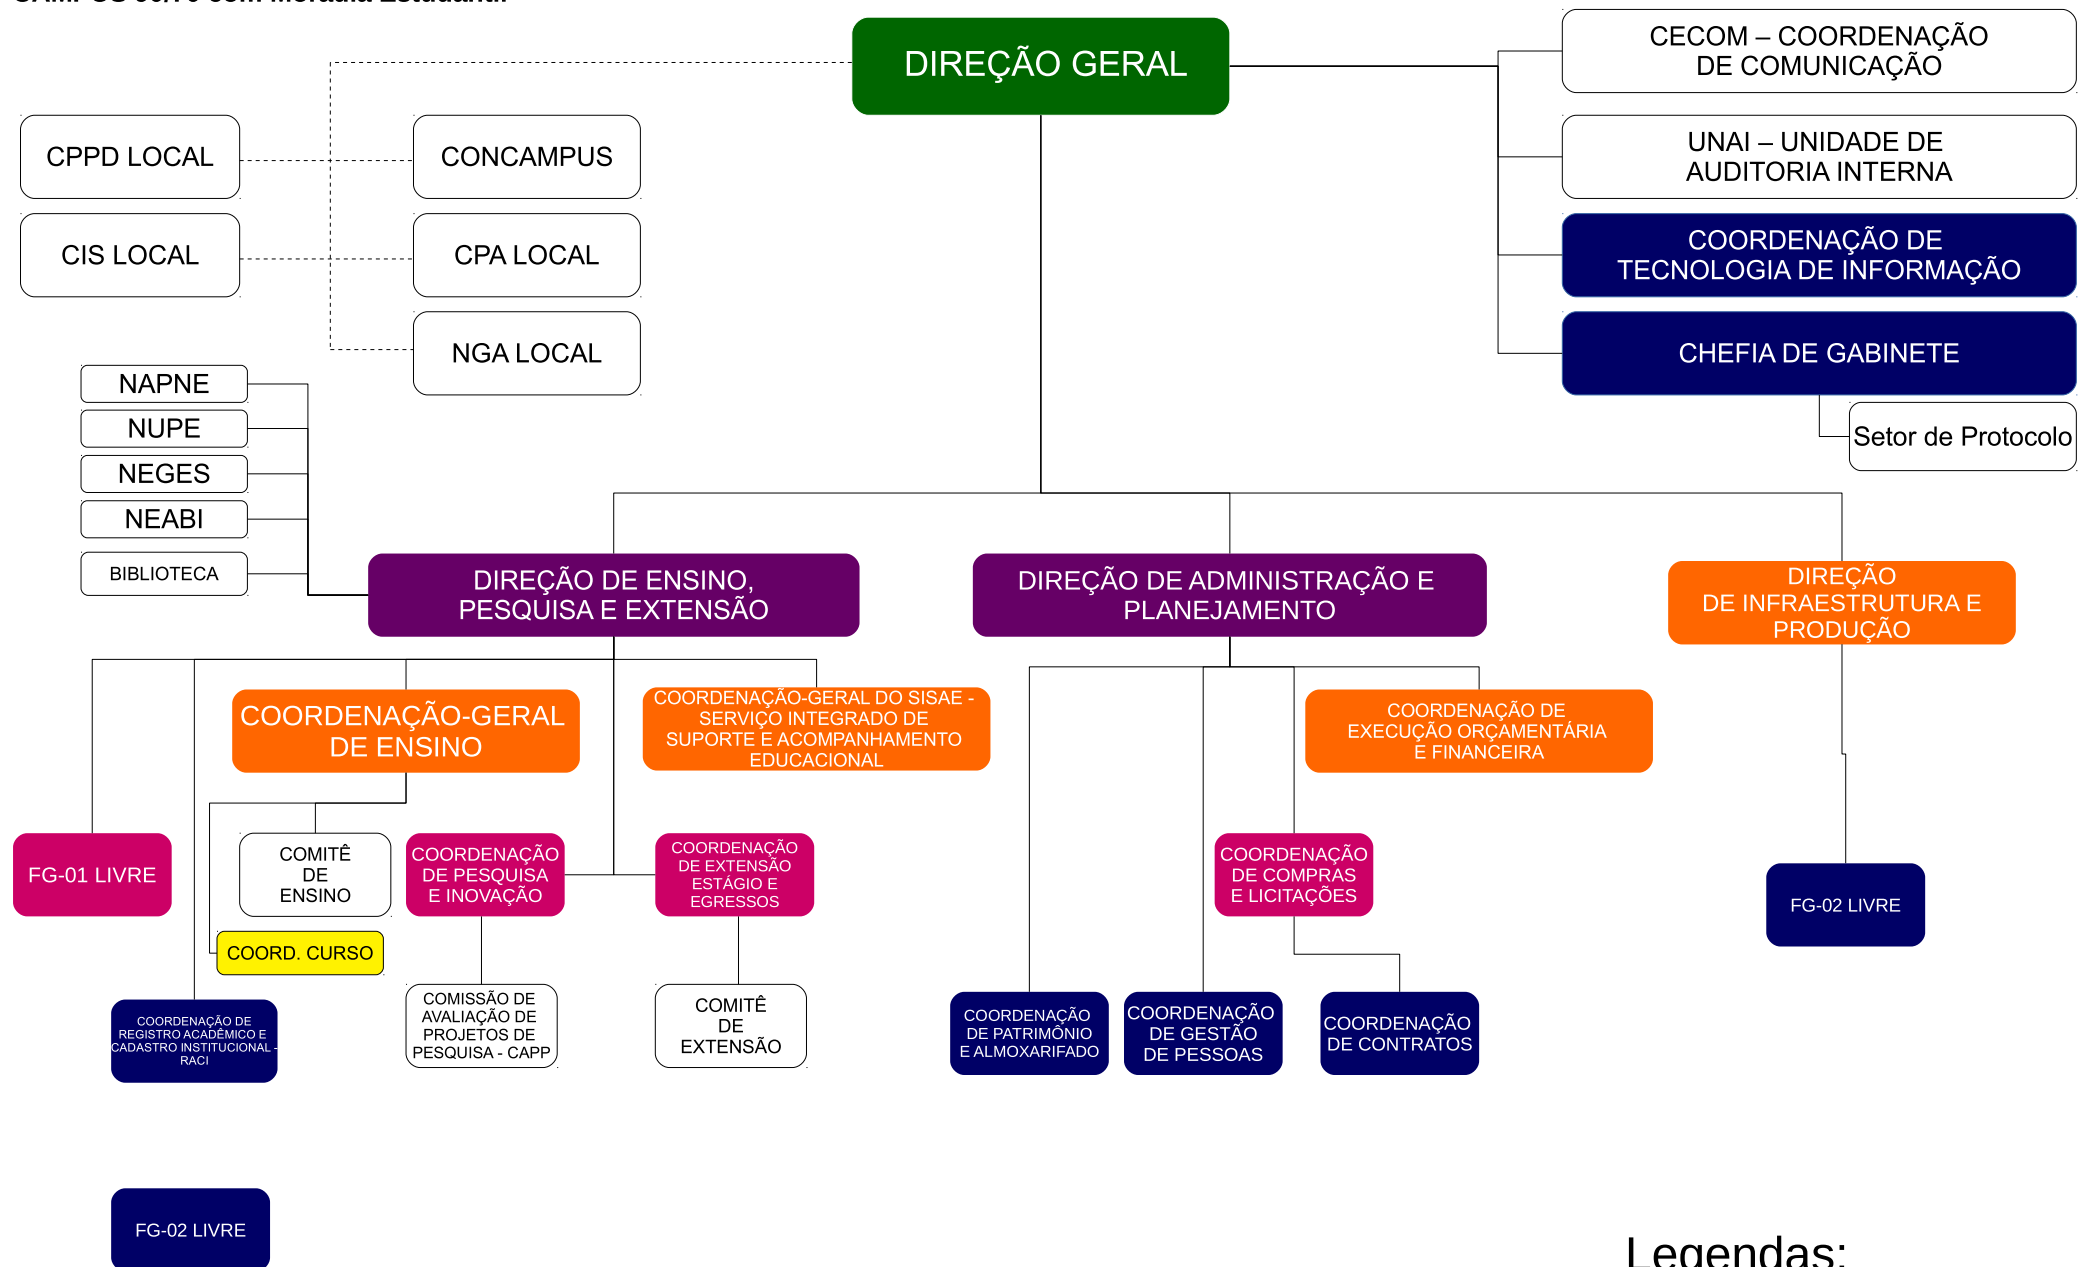 DIREÇÃO GERAL
CECOM – COORDENAÇÃO
DE COMUNICAÇÃO
CPPD LOCAL
CONCAMPUS
UNAI – UNIDADE DE
AUDITORIA INTERNA
CIS LOCAL
CPA LOCAL
COORDENAÇÃO DE
TECNOLOGIA DE INFORMAÇÃO
NGA LOCAL
CHEFIA DE GABINETE
Setor de Protocolo
NAPNE
NUPE
NEGES
NEABI
BIBLIOTECA
DIREÇÃO DE ENSINO,
PESQUISA E EXTENSÃO
DIREÇÃO DE ADMINISTRAÇÃO E
PLANEJAMENTO
DIREÇÃO
DE INFRAESTRUTURA E
PRODUÇÃO
COORDENAÇÃO-GERAL
DE ENSINO
COORDENAÇÃO-GERAL DO SISAE -
SERVIÇO INTEGRADO DE
SUPORTE E ACOMPANHAMENTO
EDUCACIONAL
COORDENAÇÃO DE
EXECUÇÃO ORÇAMENTÁRIA
E FINANCEIRA
FG-01 LIVRE
COMITÊ
DE
ENSINO
COORDENAÇÃO
DE PESQUISA
E INOVAÇÃO
COORDENAÇÃO
DE EXTENSÃO
ESTÁGIO E
EGRESSOS
COORDENAÇÃO
DE COMPRAS
E LICITAÇÕES
FG-02 LIVRE
COORD. CURSO
COORDENAÇÃO DE
REGISTRO ACADÊMICO E
CADASTRO INSTITUCIONAL -
RACI
COMISSÃO DE
AVALIAÇÃO DE
PROJETOS DE
PESQUISA - CAPP
COMITÊ
DE
EXTENSÃO
COORDENAÇÃO
DE PATRIMÔNIO
E ALMOXARIFADO
COORDENAÇÃO
DE GESTÃO
DE PESSOAS
COORDENAÇÃO
DE CONTRATOS
FG-02 LIVRE
Legendas: